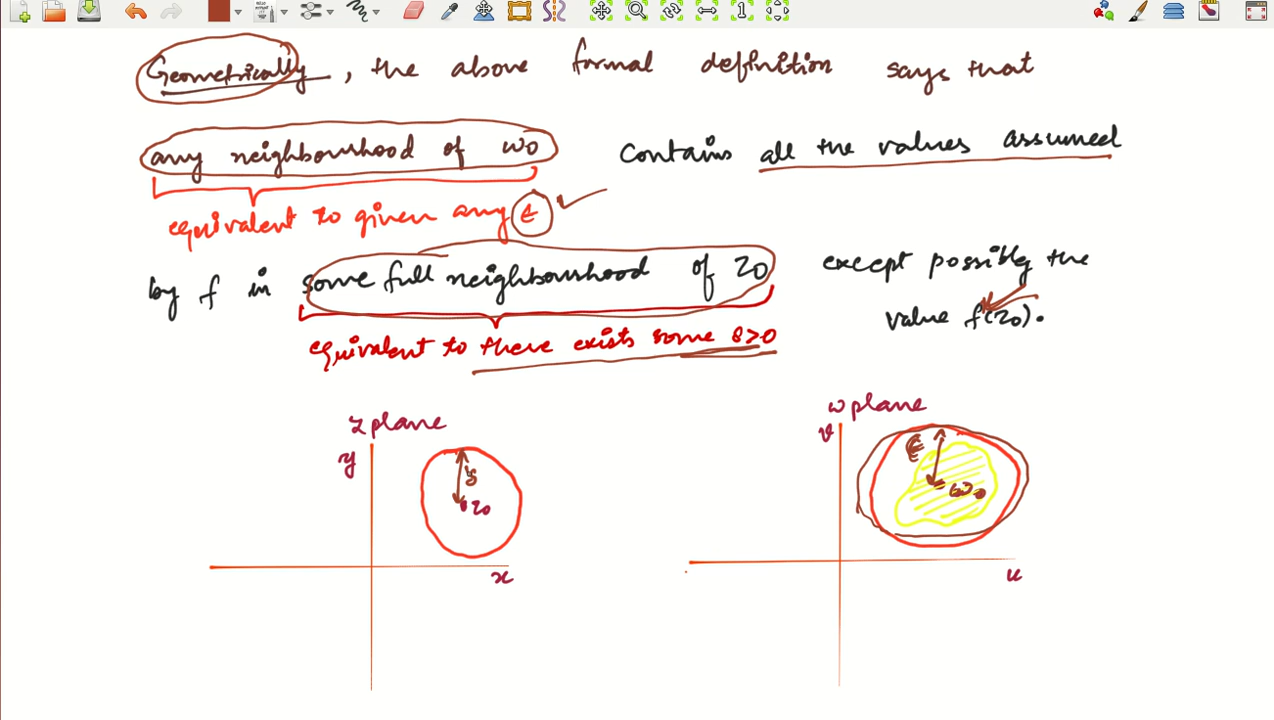 Geometrically, the above formal definition says that
any neighbourhood of w0 contains all the values assumed
equivalent to given any ε
by f in some full neighbourhood of z0 except possibly the
value f(z0).
equivalent to there exists some δ>0
z plane
w plane
y
v
δ
ε
z0
w0
x
u